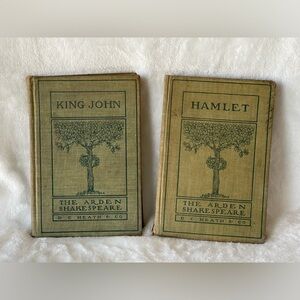 KING JOHN
THE ARDEN
SHAKESPEARE
D C HEATH & CO
HAMLET
THE ARDEN
SHAKESPEARE
D C HEATH & CO